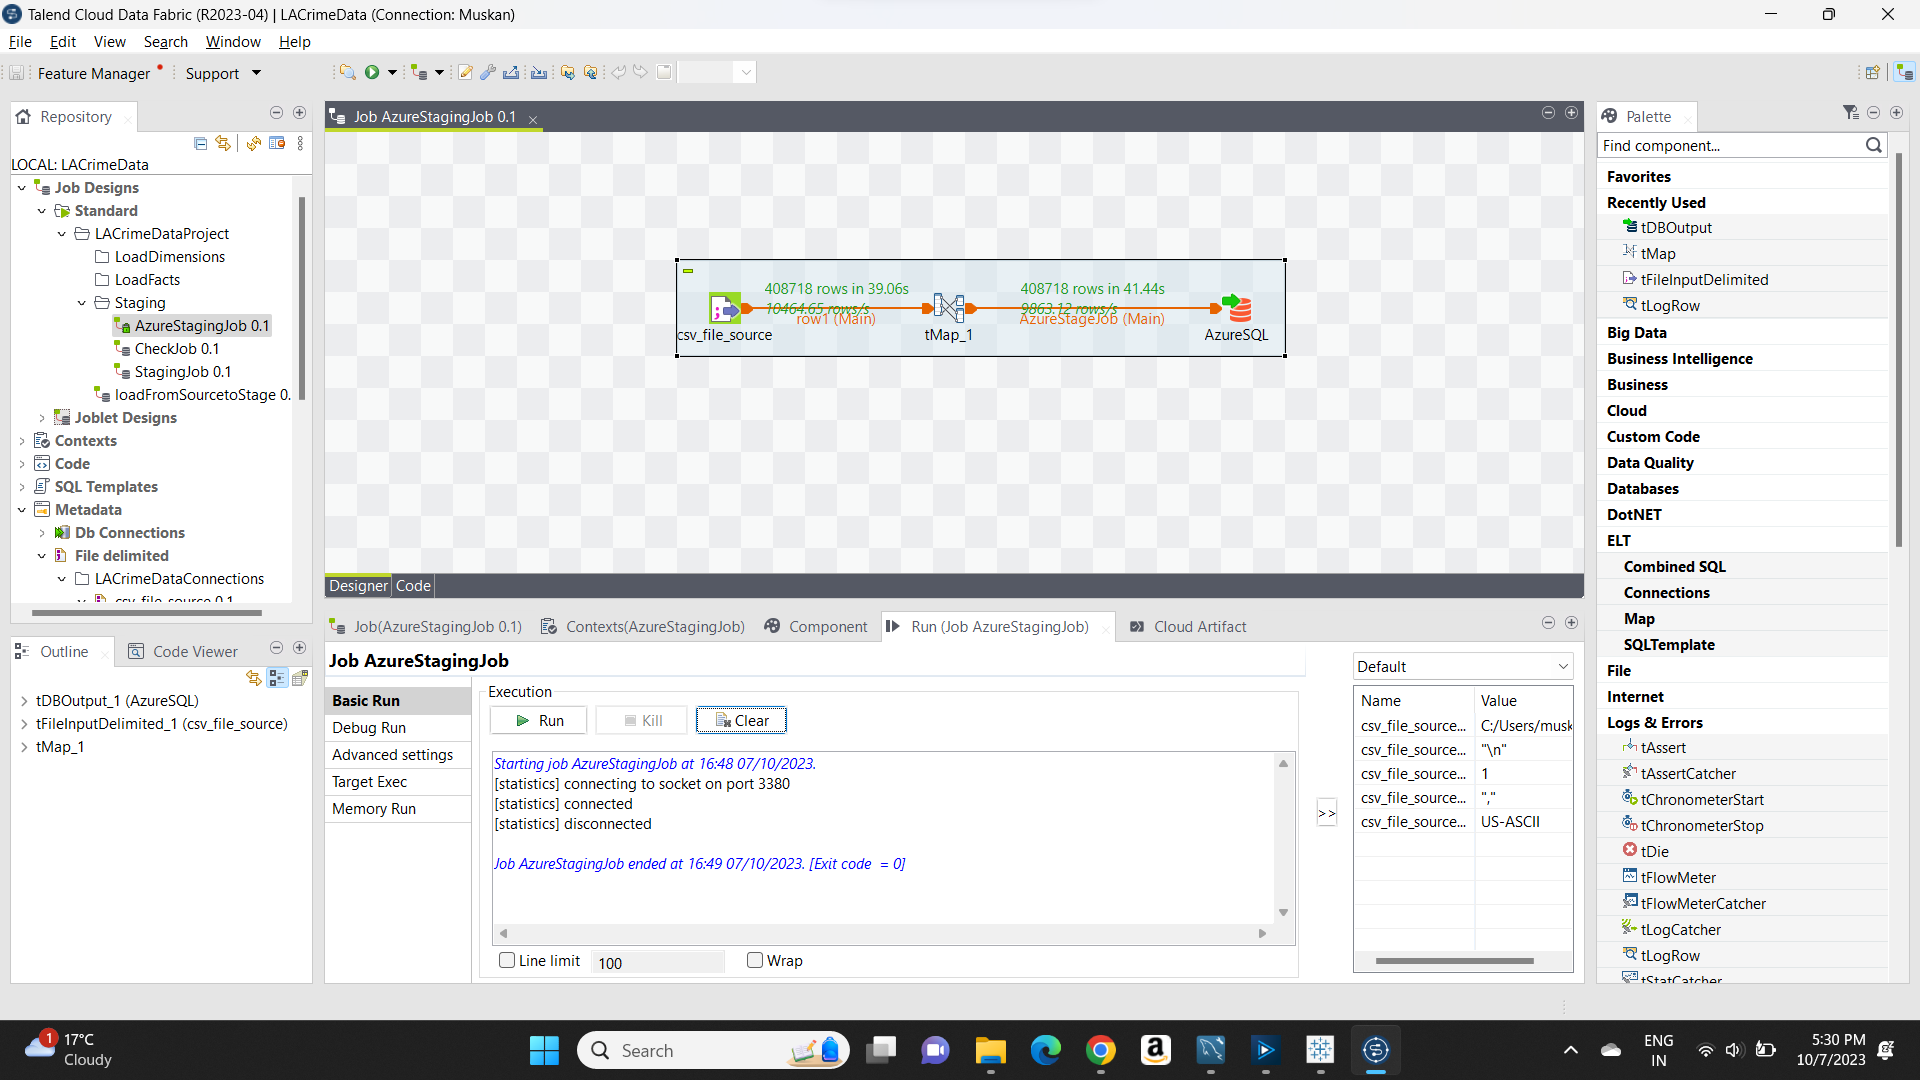 Talend Cloud Data Fabric (R2023-04) | LACrimeData (Connection: Muskan)
File Edit View Search Window Help
Feature Manager Support
Repository
LOCAL: LACrimeData
Job Designs
Standard
LACrimeDataProject
LoadDimensions
LoadFacts
Staging
AzureStagingJob 0.1
CheckJob 0.1
StagingJob 0.1
loadFromSourcetoStage 0.
Joblet Designs
Contexts
Code
SQL Templates
Metadata
Db Connections
File delimited
LACrimeDataConnections
csv_file_source 0.1
Outline Code Viewer
tDBOutput_1 (AzureSQL)
tFileInputDelimited_1 (csv_file_source)
tMap_1
Job AzureStagingJob 0.1
408718 rows in 39.06s
10464.65 rows/s
row1 (Main)
408718 rows in 41.44s
9863.12 rows/s
AzureStageJob (Main)
csv_file_source
tMap_1
AzureSQL
Designer Code
Job(AzureStagingJob 0.1) Contexts(AzureStagingJob) Component Run (Job AzureStagingJob) Cloud Artifact
Job AzureStagingJob
Basic Run
Debug Run
Advanced settings
Target Exec
Memory Run
Execution
Run Kill Clear
Starting job AzureStagingJob at 16:48 07/10/2023.
[statistics] connecting to socket on port 3380
[statistics] connected
[statistics] disconnected
Job AzureStagingJob ended at 16:49 07/10/2023. [Exit code  = 0]
Line limit 100 Wrap
>>
Default
Name Value
csv_file_source... C:/Users/musk
csv_file_source... "\n"
csv_file_source... 1
csv_file_source... ","
csv_file_source... US-ASCII
Palette
Find component...
Favorites
Recently Used
tDBOutput
tMap
tFileInputDelimited
tLogRow
Big Data
Business Intelligence
Business
Cloud
Custom Code
Data Quality
Databases
DotNET
ELT
Combined SQL
Connections
Map
SQLTemplate
File
Internet
Logs & Errors
tAssert
tAssertCatcher
tChronometerStart
tChronometerStop
tDie
tFlowMeter
tFlowMeterCatcher
tLogCatcher
tLogRow
tStatCatcher
1
17°C
Cloudy
Search
ENG
IN
5:30 PM
10/7/2023